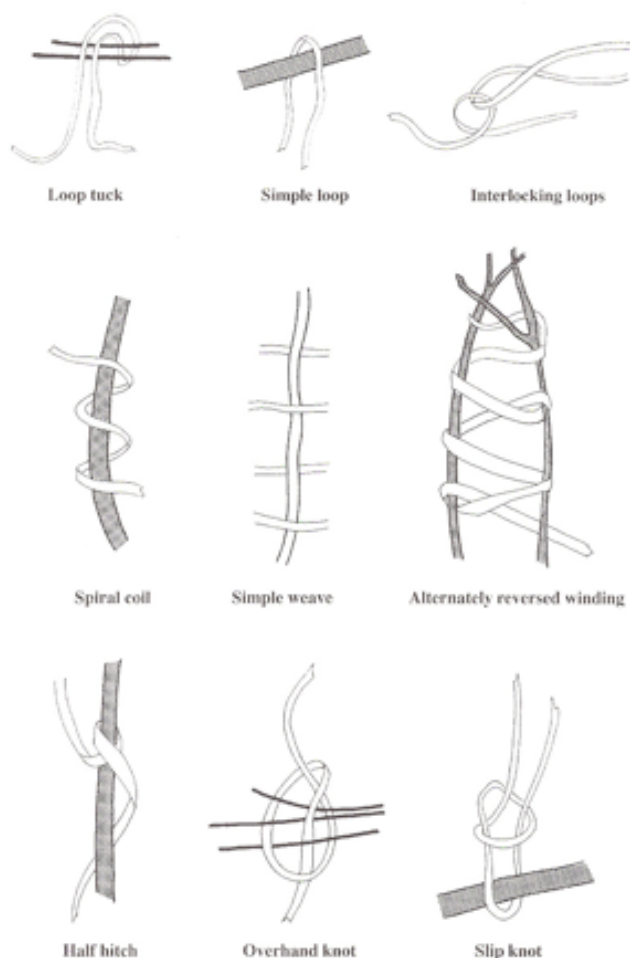 Loop tuck
Simple loop
Interlocking loops
Spiral coil
Simple weave
Alternately reversed winding
Half hitch
Overhand knot
Slip knot